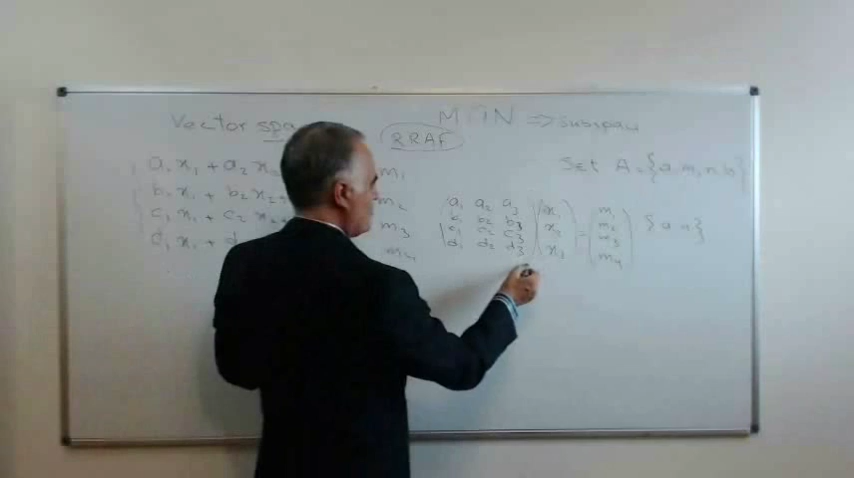 Vector spa
M∩N ⇒ subspace
RRAF
Set A = {a, m, n, b}
a₁ x₁ + a₂ x₂ m₁
b₁ x₁ + b₂ x₂ + m₂
c₁ x₁ + c₂ x₂ + m₃
d₁ x₁ + d m₄
a₁ a₂ a₃ x₁ m₁
b₁ b₂ b₃ x₂ = m₂ {a a}
c₁ c₂ c₃ x₃ m₃
d₁ d₂ d₃ m₄